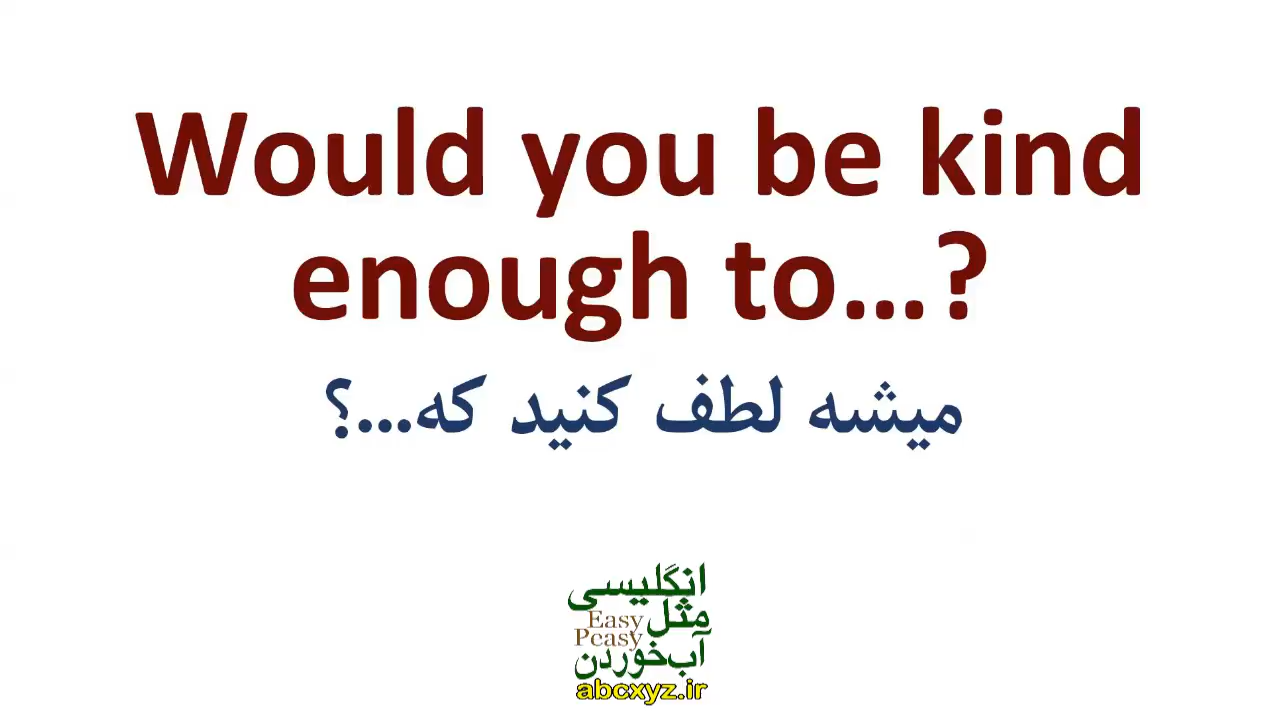 Would you be kind
enough to...?
میشه لطف کنید که...؟
انگلیسی
مثل
Easy
Peasy
آب‌خوردن
abcxyz.ir